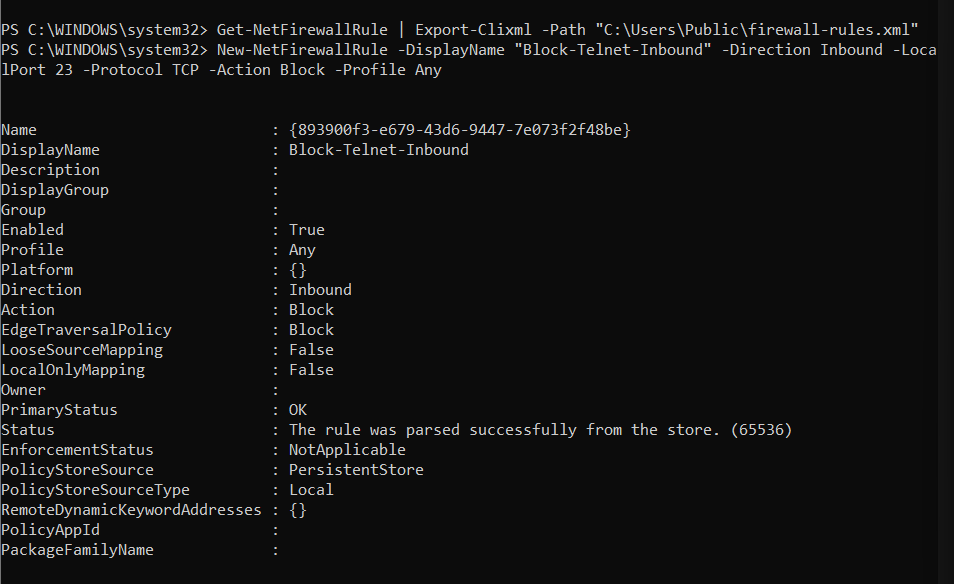 PS C:\WINDOWS\system32> Get-NetFirewallRule | Export-Clixml -Path "C:\Users\Public\firewall-rules.xml"
PS C:\WINDOWS\system32> New-NetFirewallRule -DisplayName "Block-Telnet-Inbound" -Direction Inbound -Loca
lPort 23 -Protocol TCP -Action Block -Profile Any
Name                          : {893900f3-e679-43d6-9447-7e073f2f48be}
DisplayName                   : Block-Telnet-Inbound
Description                   :
DisplayGroup                  :
Group                         :
Enabled                       : True
Profile                       : Any
Platform                      : {}
Direction                     : Inbound
Action                        : Block
EdgeTraversalPolicy           : Block
LooseSourceMapping            : False
LocalOnlyMapping              : False
Owner                         :
PrimaryStatus                 : OK
Status                        : The rule was parsed successfully from the store. (65536)
EnforcementStatus             : NotApplicable
PolicyStoreSource             : PersistentStore
PolicyStoreSourceType         : Local
RemoteDynamicKeywordAddresses : {}
PolicyAppId                   :
PackageFamilyName             :